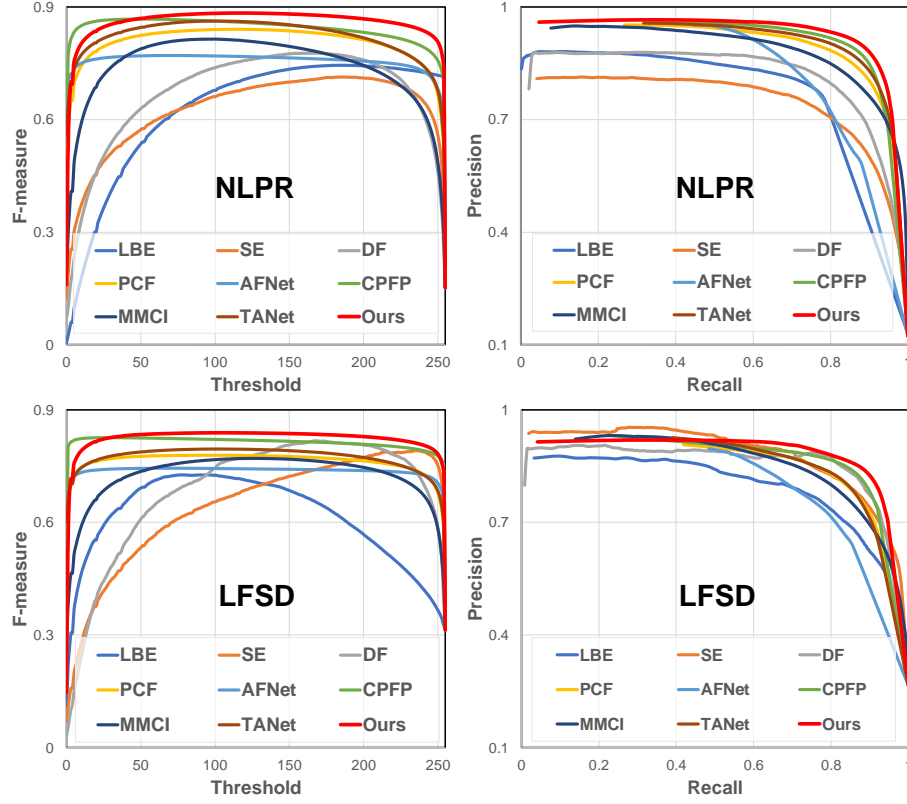 0.9
0.6
0.3
0
F-measure
NLPR
LBE SE DF
PCF AFNet CPFP
MMCI TANet Ours
0 50 100 150 200 250
Threshold
1
0.7
0.4
0.1
Precision
NLPR
LBE SE DF
PCF AFNet CPFP
MMCI TANet Ours
0 0.2 0.4 0.6 0.8 1
Recall
0.9
0.6
0.3
0
F-measure
LFSD
LBE SE DF
PCF AFNet CPFP
MMCI TANet Ours
0 50 100 150 200 250
Threshold
1
0.7
0.4
0.1
Precision
LFSD
LBE SE DF
PCF AFNet CPFP
MMCI TANet Ours
0 0.2 0.4 0.6 0.8 1
Recall